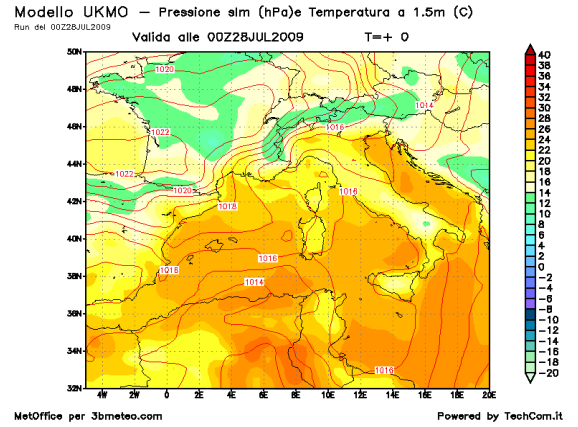 Modello UKMO — Pressione slm (hPa)e Temperatura a 1.5m (C)
Run del 00Z28JUL2009
Valida alle 00Z28JUL2009 T=+ 0
50N
48N
46N
44N
42N
40N
38N
36N
34N
32N
4W 2W 0 2E 4E 6E 8E 10E 12E 14E 16E 18E 20E
1020
1014
1022
1016
1022
1020
1016
1018
1016
1016
1014
1016
40
38
36
34
32
30
28
26
24
22
20
18
16
14
12
10
8
6
4
2
0
−2
−4
−6
−8
−10
−12
−14
−16
−18
−20
MetOffice per 3bmeteo.com Powered by TechCom.it